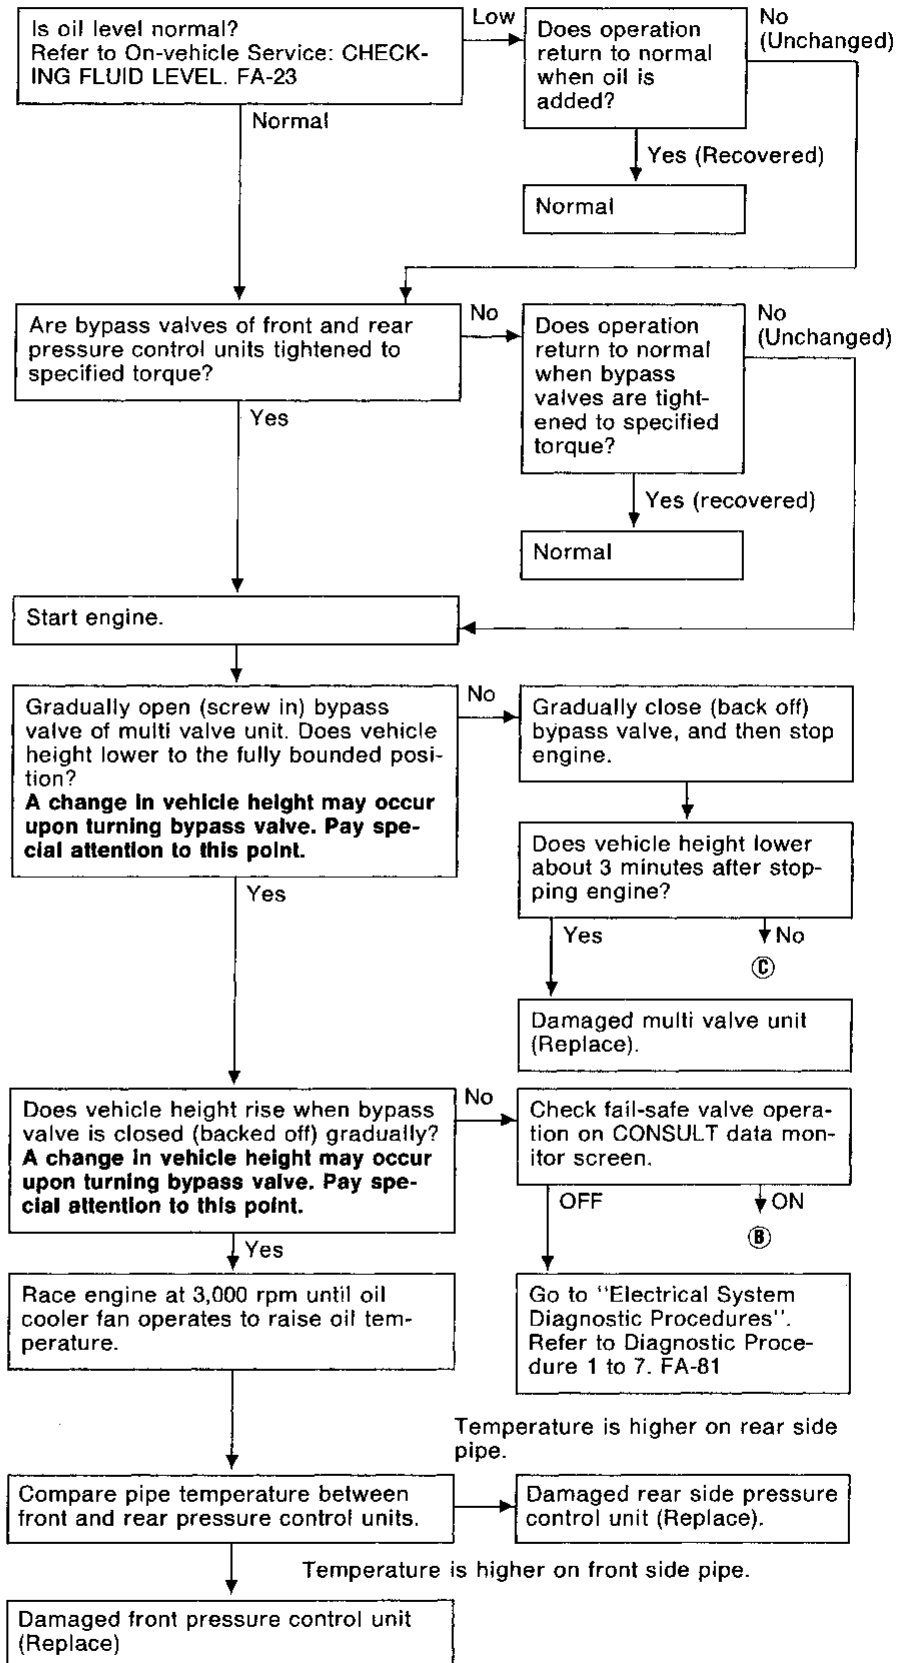 Is oil level normal?
Refer to On-vehicle Service: CHECK-
ING FLUID LEVEL. FA-23
Low
Does operation
return to normal
when oil is
added?
No
(Unchanged)
Normal
Yes (Recovered)
Normal
Are bypass valves of front and rear
pressure control units tightened to
specified torque?
No
Does operation
return to normal
when bypass
valves are tight-
ened to specified
torque?
No
(Unchanged)
Yes
Yes (recovered)
Normal
Start engine.
Gradually open (screw in) bypass
valve of multi valve unit. Does vehicle
height lower to the fully bounded posi-
tion?
A change in vehicle height may occur
upon turning bypass valve. Pay spe-
cial attention to this point.
No
Gradually close (back off)
bypass valve, and then stop
engine.
Does vehicle height lower
about 3 minutes after stop-
ping engine?
Yes
Yes
No
Ⓒ
Damaged multi valve unit
(Replace).
Does vehicle height rise when bypass
valve is closed (backed off) gradually?
A change in vehicle height may occur
upon turning bypass valve. Pay spe-
cial attention to this point.
No
Check fail-safe valve opera-
tion on CONSULT data mon-
itor screen.
OFF
ON
Ⓑ
Yes
Race engine at 3,000 rpm until oil
cooler fan operates to raise oil tem-
perature.
Go to "Electrical System
Diagnostic Procedures".
Refer to Diagnostic Proce-
dure 1 to 7. FA-81
Temperature is higher on rear side
pipe.
Compare pipe temperature between
front and rear pressure control units.
Damaged rear side pressure
control unit (Replace).
Temperature is higher on front side pipe.
Damaged front pressure control unit
(Replace)